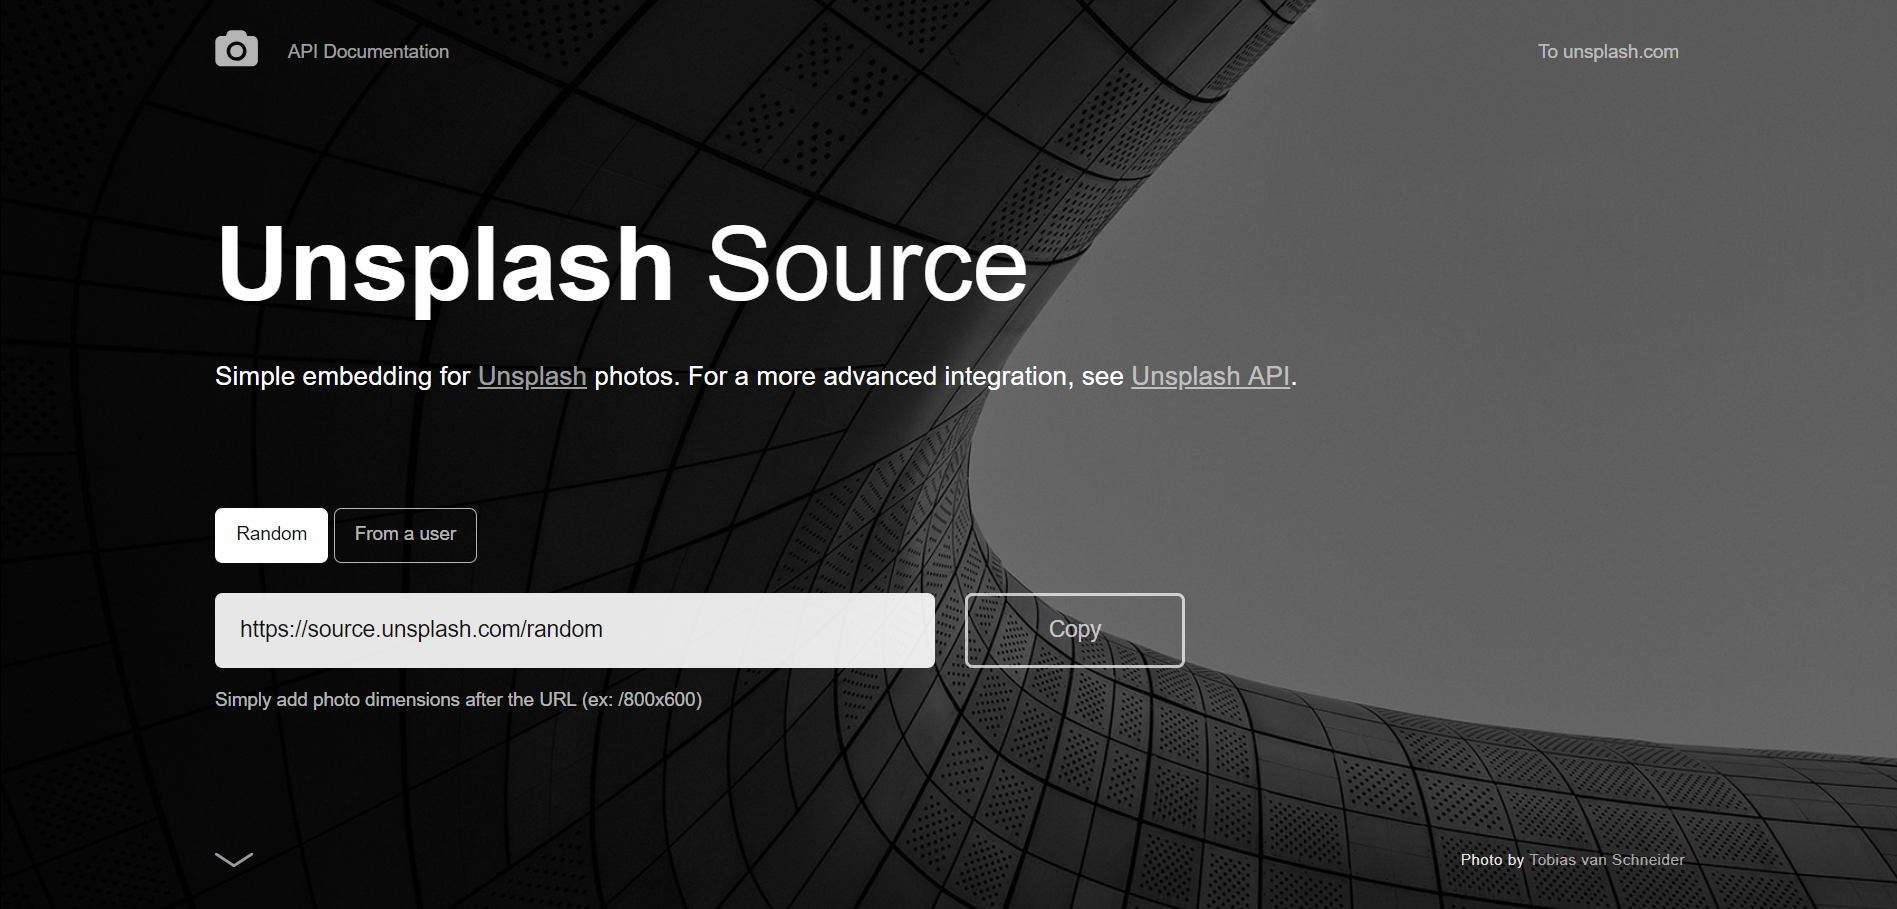 API Documentation
To unsplash.com
Unsplash Source
Simple embedding for Unsplash photos. For a more advanced integration, see Unsplash API.
Random
From a user
https://source.unsplash.com/random
Copy
Simply add photo dimensions after the URL (ex: /800x600)
Photo by Tobias van Schneider